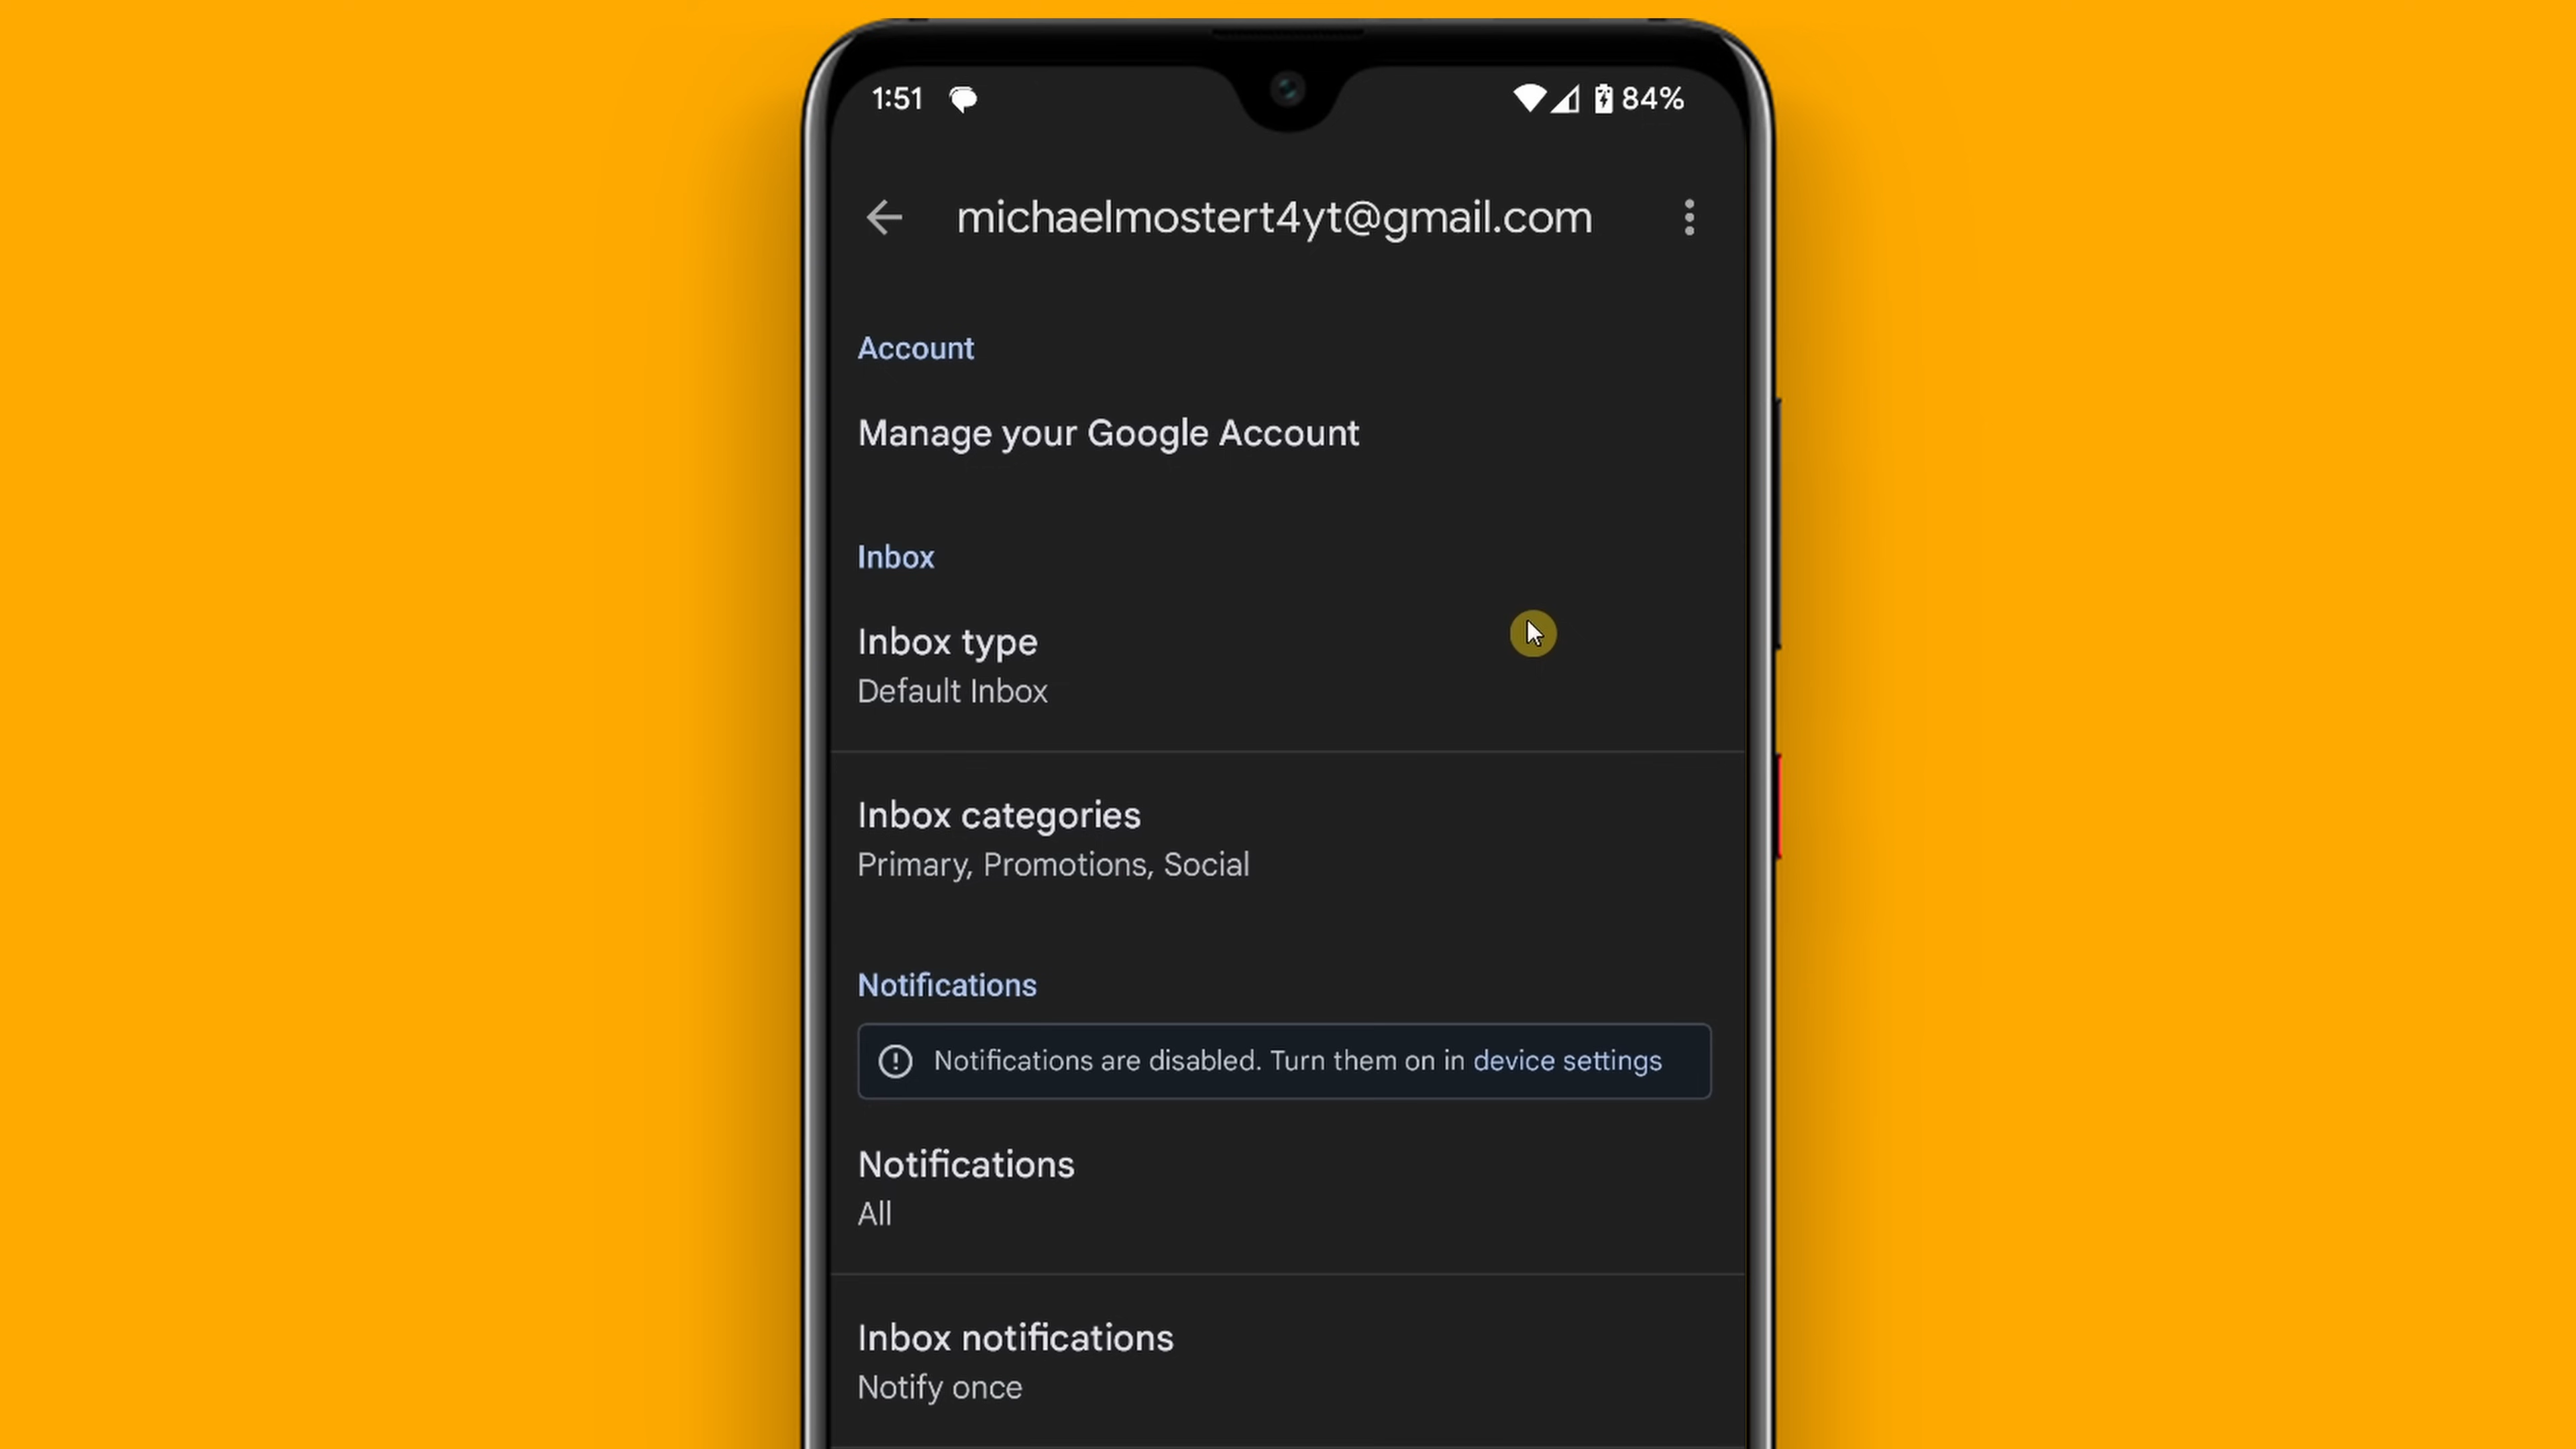 1:51 84%
michaelmostert4yt@gmail.com
Account
Manage your Google Account
Inbox
Inbox type
Default Inbox
Inbox categories
Primary, Promotions, Social
Notifications
Notifications are disabled. Turn them on in device settings
Notifications
All
Inbox notifications
Notify once